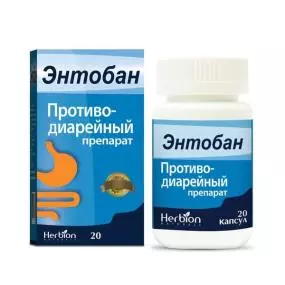 Энтобан
Противо-
диарейный
препарат
Herbion
20
Энтобан
Противо-
диарейный
препарат
Herbion
20
капсул